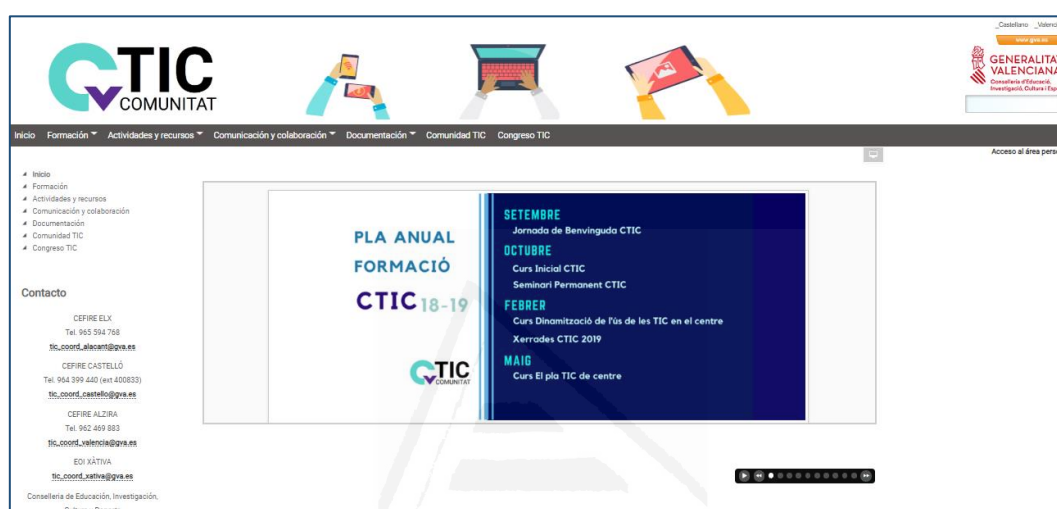 _Castellano _Valenci
www.gva.es
CTIC
COMUNITAT
GENERALITA
VALENCIANA
Conselleria d'Educació,
Investigació, Cultura i Esp
Inicio Formación Actividades y recursos Comunicación y colaboración Documentación Comunidad TIC Congreso TIC
Acceso al área pers
Inicio
Formación
Actividades y recursos
Comunicación y colaboración
Documentación
Comunidad TIC
Congreso TIC
Contacto
CEFIRE ELX
Tel. 965 594 768
tic_coord_alacant@gva.es
CEFIRE CASTELLÓ
Tel. 964 399 440 (ext 400833)
tic_coord_castello@gva.es
CEFIRE ALZIRA
Tel. 962 469 883
tic_coord_valencia@gva.es
EOI XÀTIVA
tic_coord_xativa@gva.es
Conselleria de Educación, Investigación,
PLA ANUAL
FORMACIÓ
CTIC 18-19
CTIC
COMUNITAT
SETEMBRE
Jornada de Benvinguda CTIC
OCTUBRE
Curs Inicial CTIC
Seminari Permanent CTIC
FEBRER
Curs Dinamització de l'ús de les TIC en el centre
Xerrades CTIC 2019
MAIG
Curs El pla TIC de centre